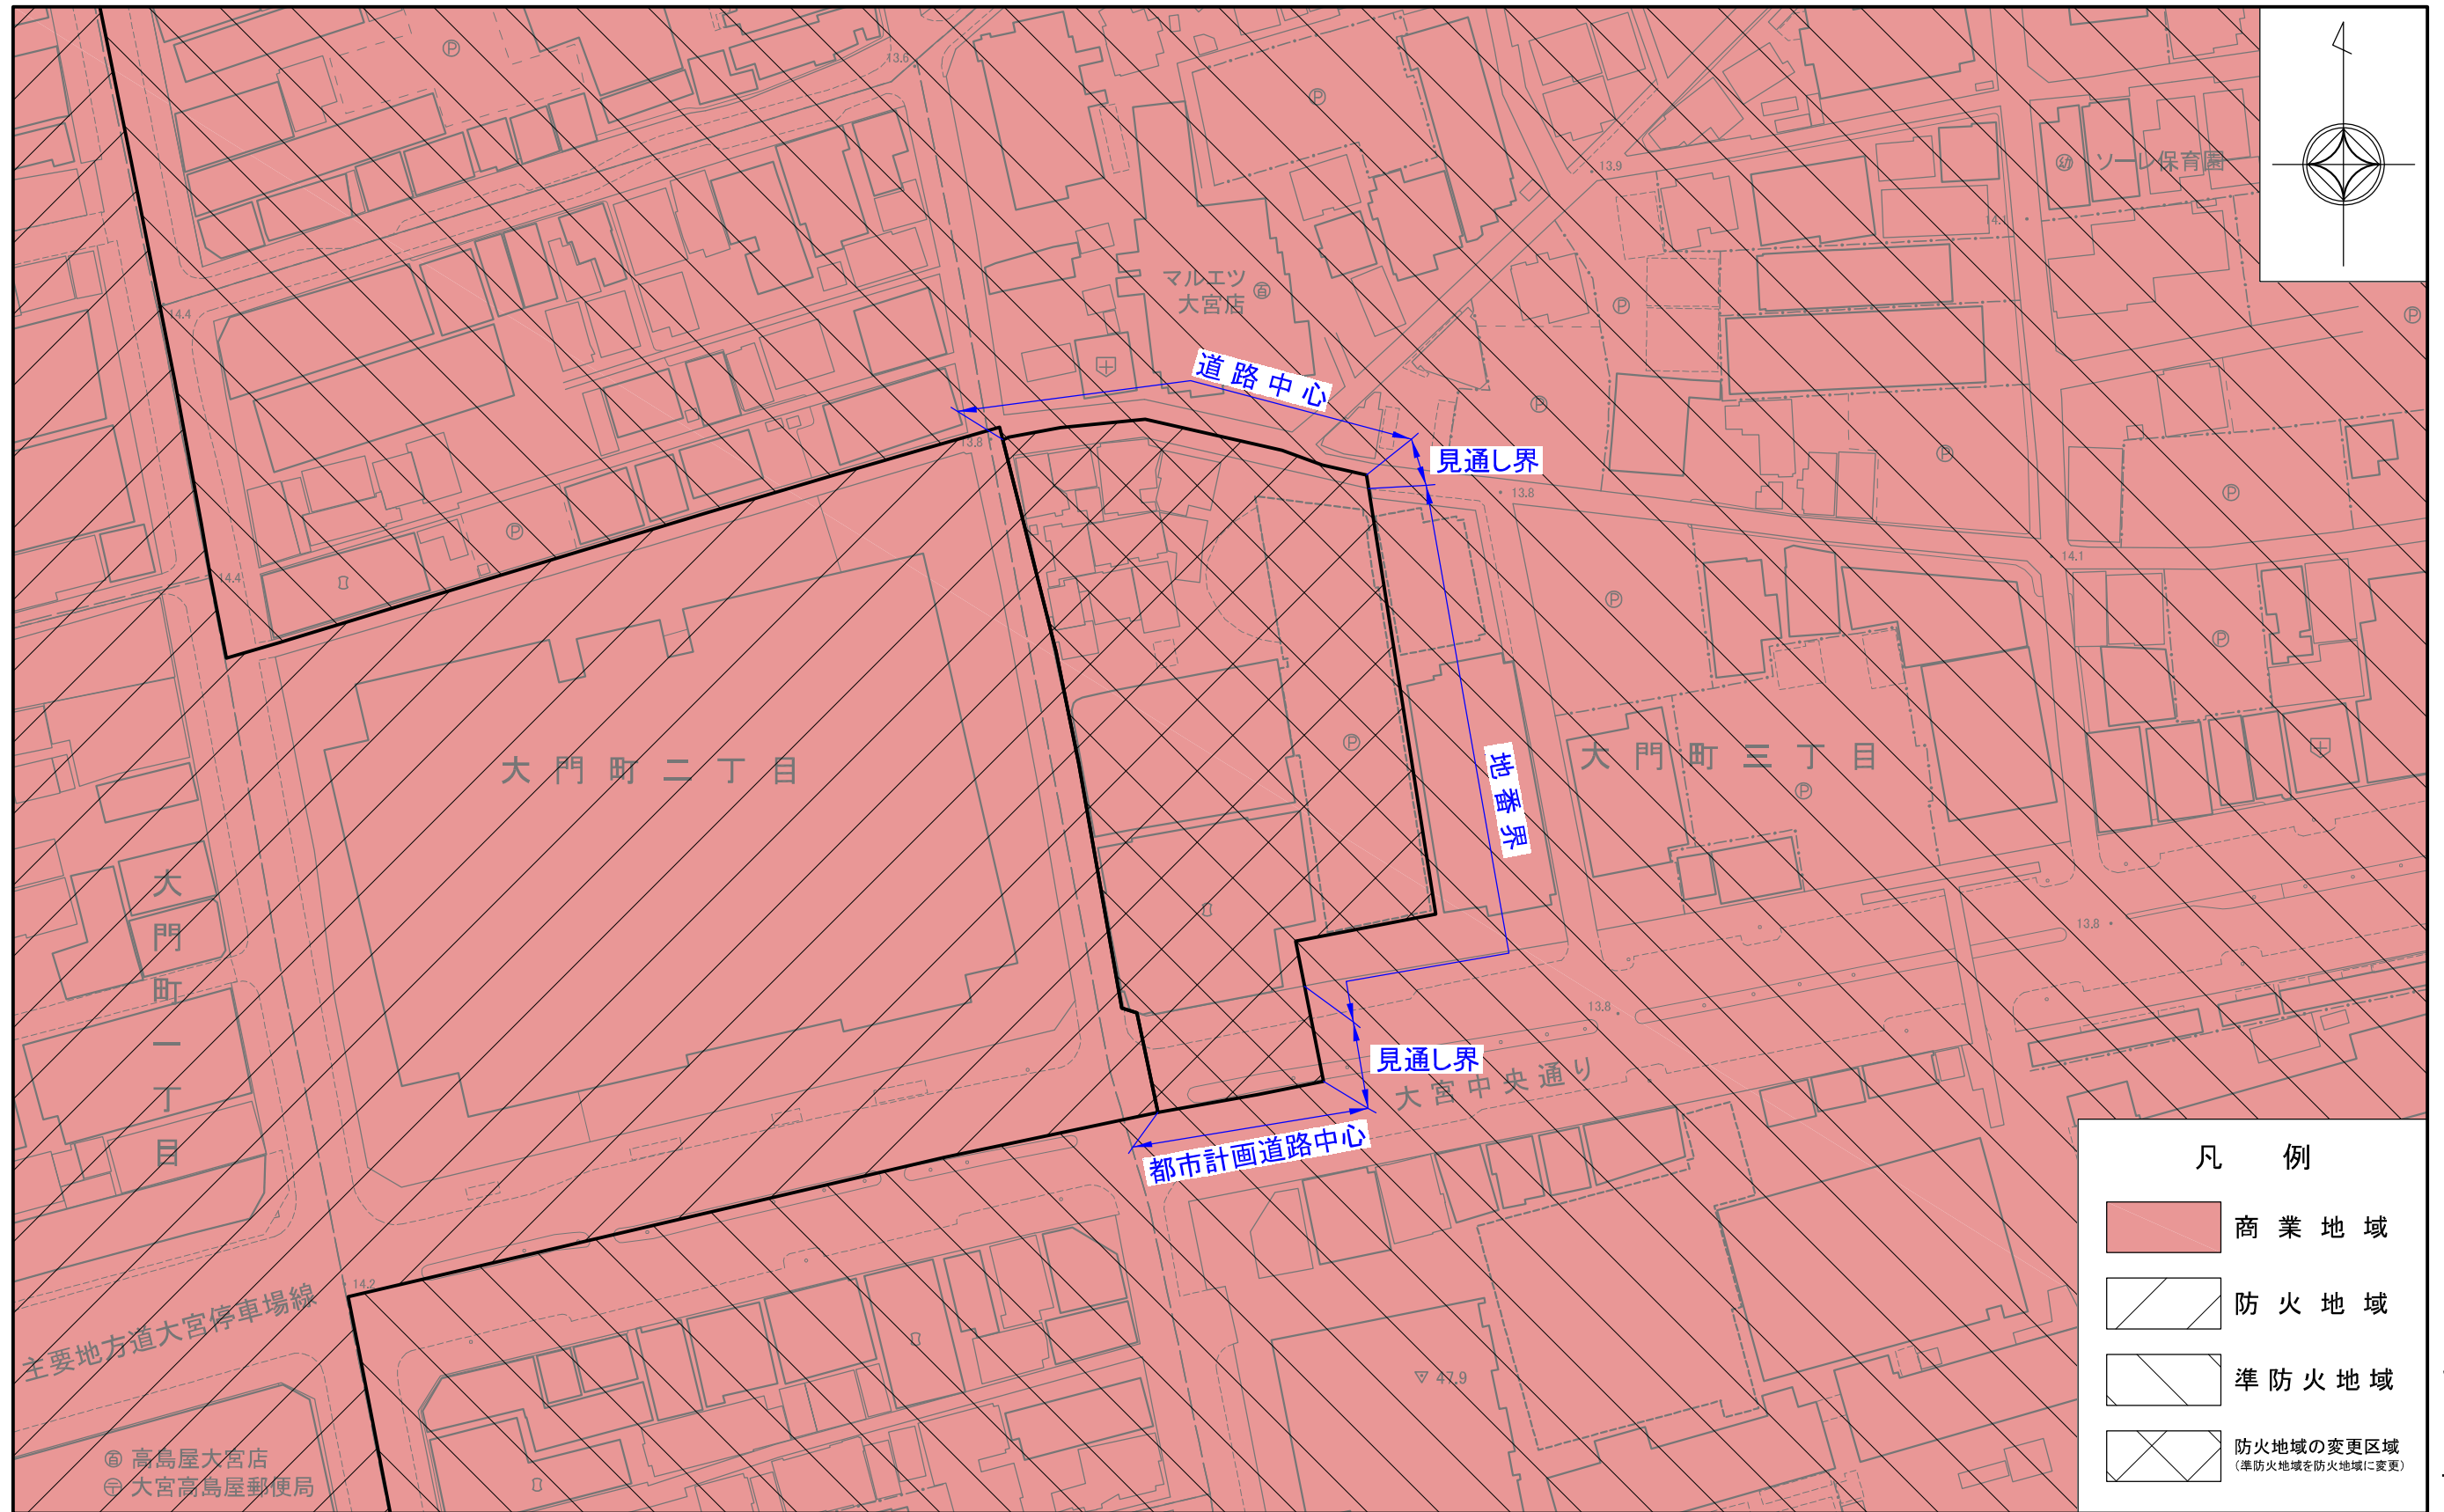 13.6
13.9
幼 ソーレ保育園
14.1
マルエツ
大宮店 百
14.4
道路中心
見通し界
13.8
13.8
14.1
14.4
地番界
大門町二丁目
大門町三丁目
大門町一丁目
13.8
13.8
見通し界
大宮中央通り
都市計画道路中心
14.2
主要地方道大宮停車場線
47.9
百 高島屋大宮店
〒 大宮高島屋郵便局
凡 例
商業地域
防火地域
準防火地域
防火地域の変更区域
(準防火地域を防火地域に変更)
P
P
P
P
P
P
P
P
P
P
P
P